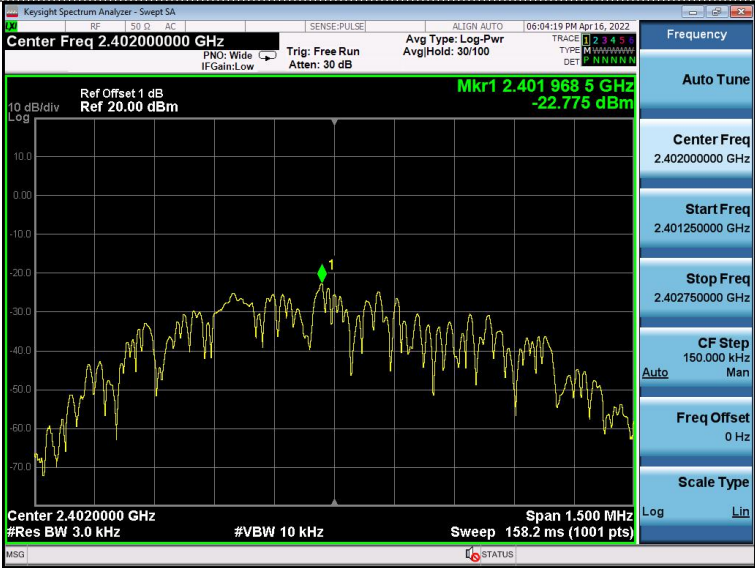 Keysight Spectrum Analyzer - Swept SA
RF 50 Ω AC SENSE:PULSE ALIGN AUTO 06:04:19 PM Apr 16, 2022
Center Freq 2.402000000 GHz
PNO: Wide
IFGain:Low
Trig: Free Run
Atten: 30 dB
Avg Type: Log-Pwr
Avg|Hold: 30/100
TRACE 1 2 3 4 5 6
TYPE M WWWWW
DET P N N N N N
Ref Offset 1 dB
Ref 20.00 dBm
10 dB/div
Log
Mkr1 2.401 968 5 GHz
-22.775 dBm
10.0
0.00
-10.0
-20.0
-30.0
-40.0
-50.0
-60.0
-70.0
1
Center 2.4020000 GHz
Span 1.500 MHz
#Res BW 3.0 kHz
#VBW 10 kHz
Sweep 158.2 ms (1001 pts)
MSG
STATUS
Frequency
Auto Tune
Center Freq
2.402000000 GHz
Start Freq
2.401250000 GHz
Stop Freq
2.402750000 GHz
CF Step
150.000 kHz
Auto Man
Freq Offset
0 Hz
Scale Type
Log Lin